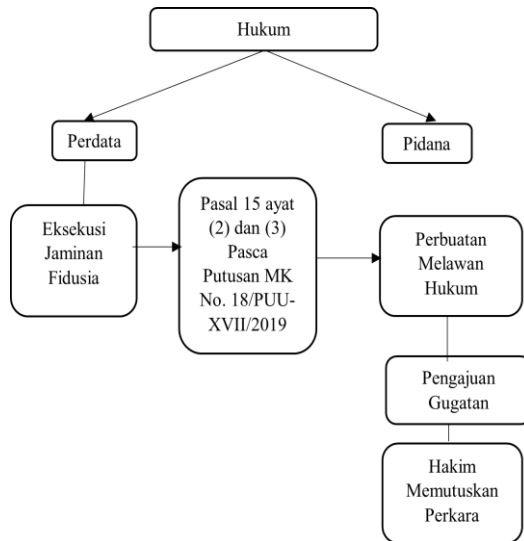 Hukum
Perdata
Pidana
Eksekusi
Jaminan
Fidusia
Pasal 15 ayat
(2) dan (3)
Pasca
Putusan MK
No. 18/PUU-
XVII/2019
Perbuatan
Melawan
Hukum
Pengajuan
Gugatan
Hakim
Memutuskan
Perkara